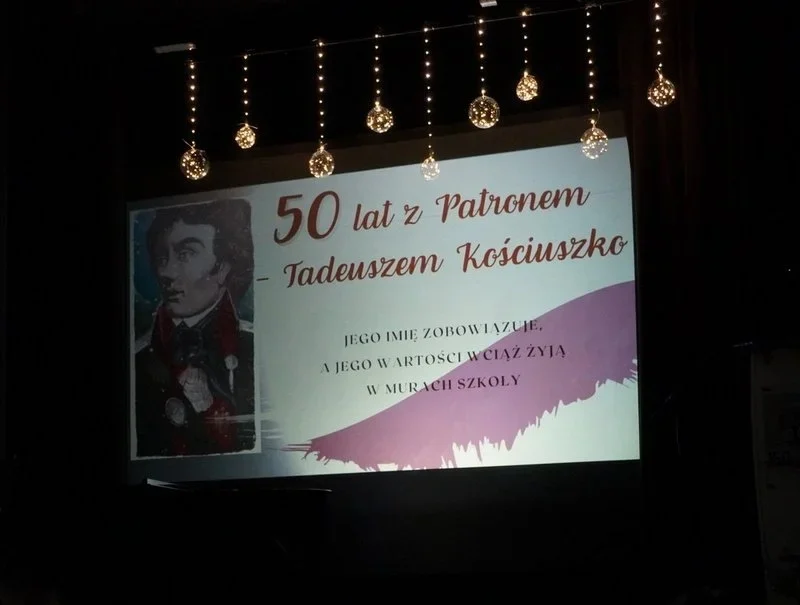 50 lat z Patronem
- Tadeuszem Kościuszko
JEGO IMIĘ ZOBOWIĄZUJE,
A JEGO WARTOŚCI WCIĄŻ ŻYJĄ
W MURACH SZKOŁY